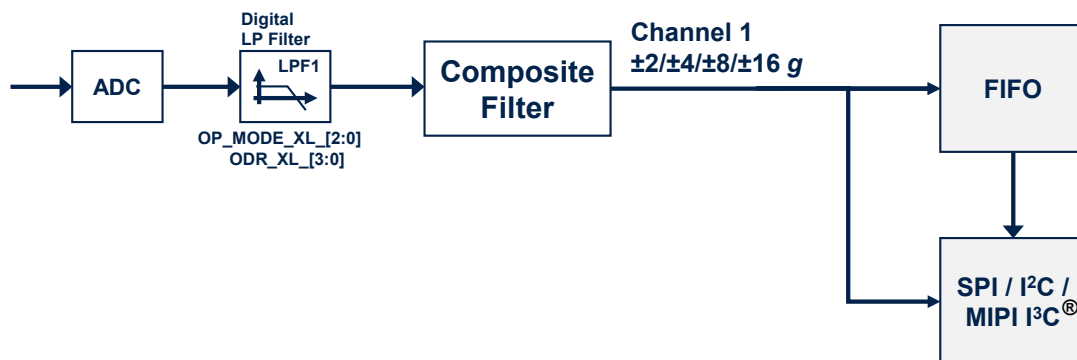 Digital
LP Filter
ADC
LPF1
OP_MODE_XL_[2:0]
ODR_XL_[3:0]
Composite
Filter
Channel 1
±2/±4/±8/±16 g
FIFO
SPI / I²C /
MIPI I³C®